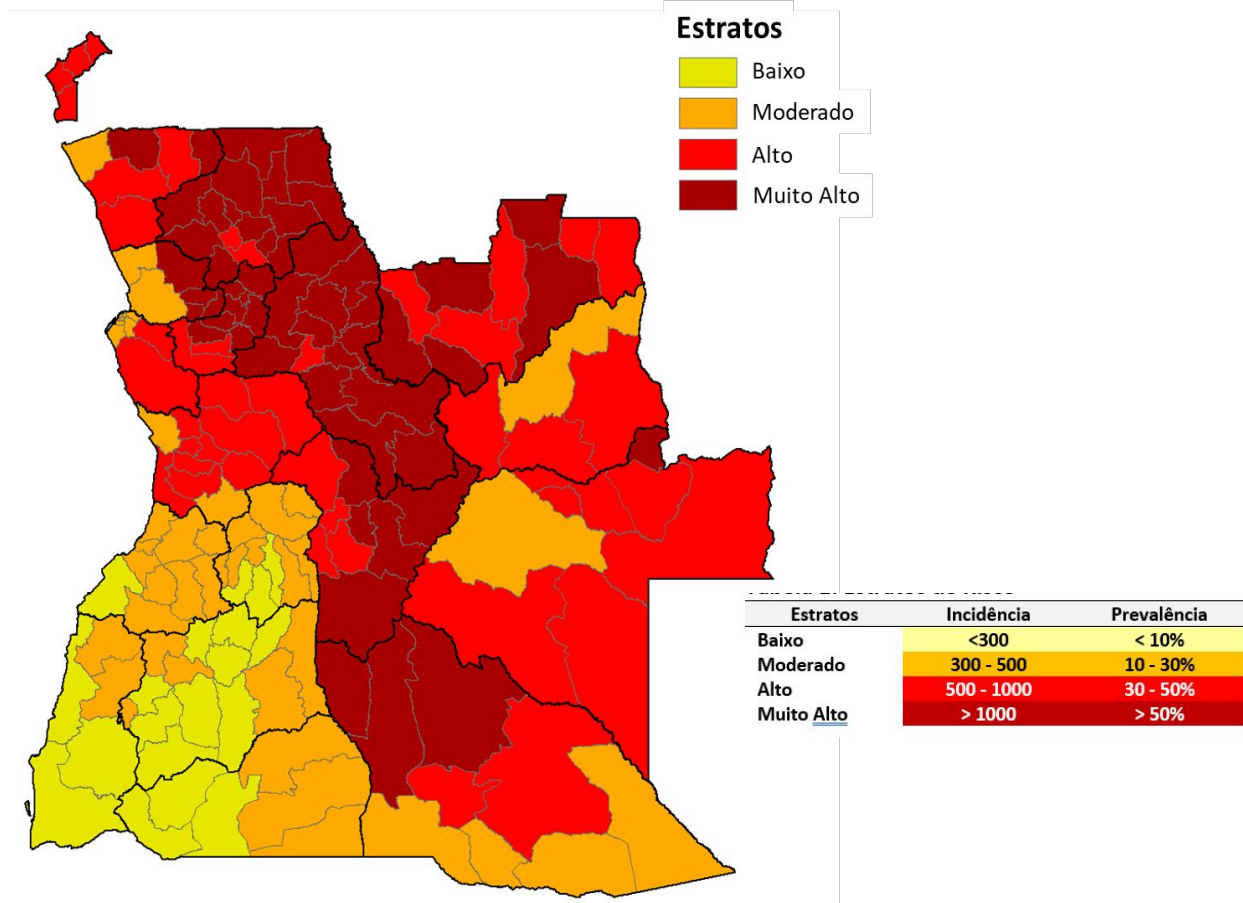 Estratos
Baixo
Moderado
Alto
Muito Alto
Estratos Incidência Prevalência
Baixo <300 < 10%
Moderado 300 - 500 10 - 30%
Alto 500 - 1000 30 - 50%
Muito Alto > 1000 > 50%